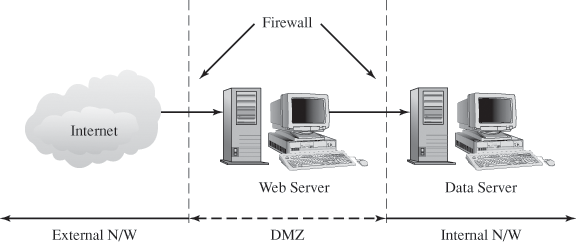 Firewall
Internet
Web Server
Data Server
External N/W
DMZ
Internal N/W